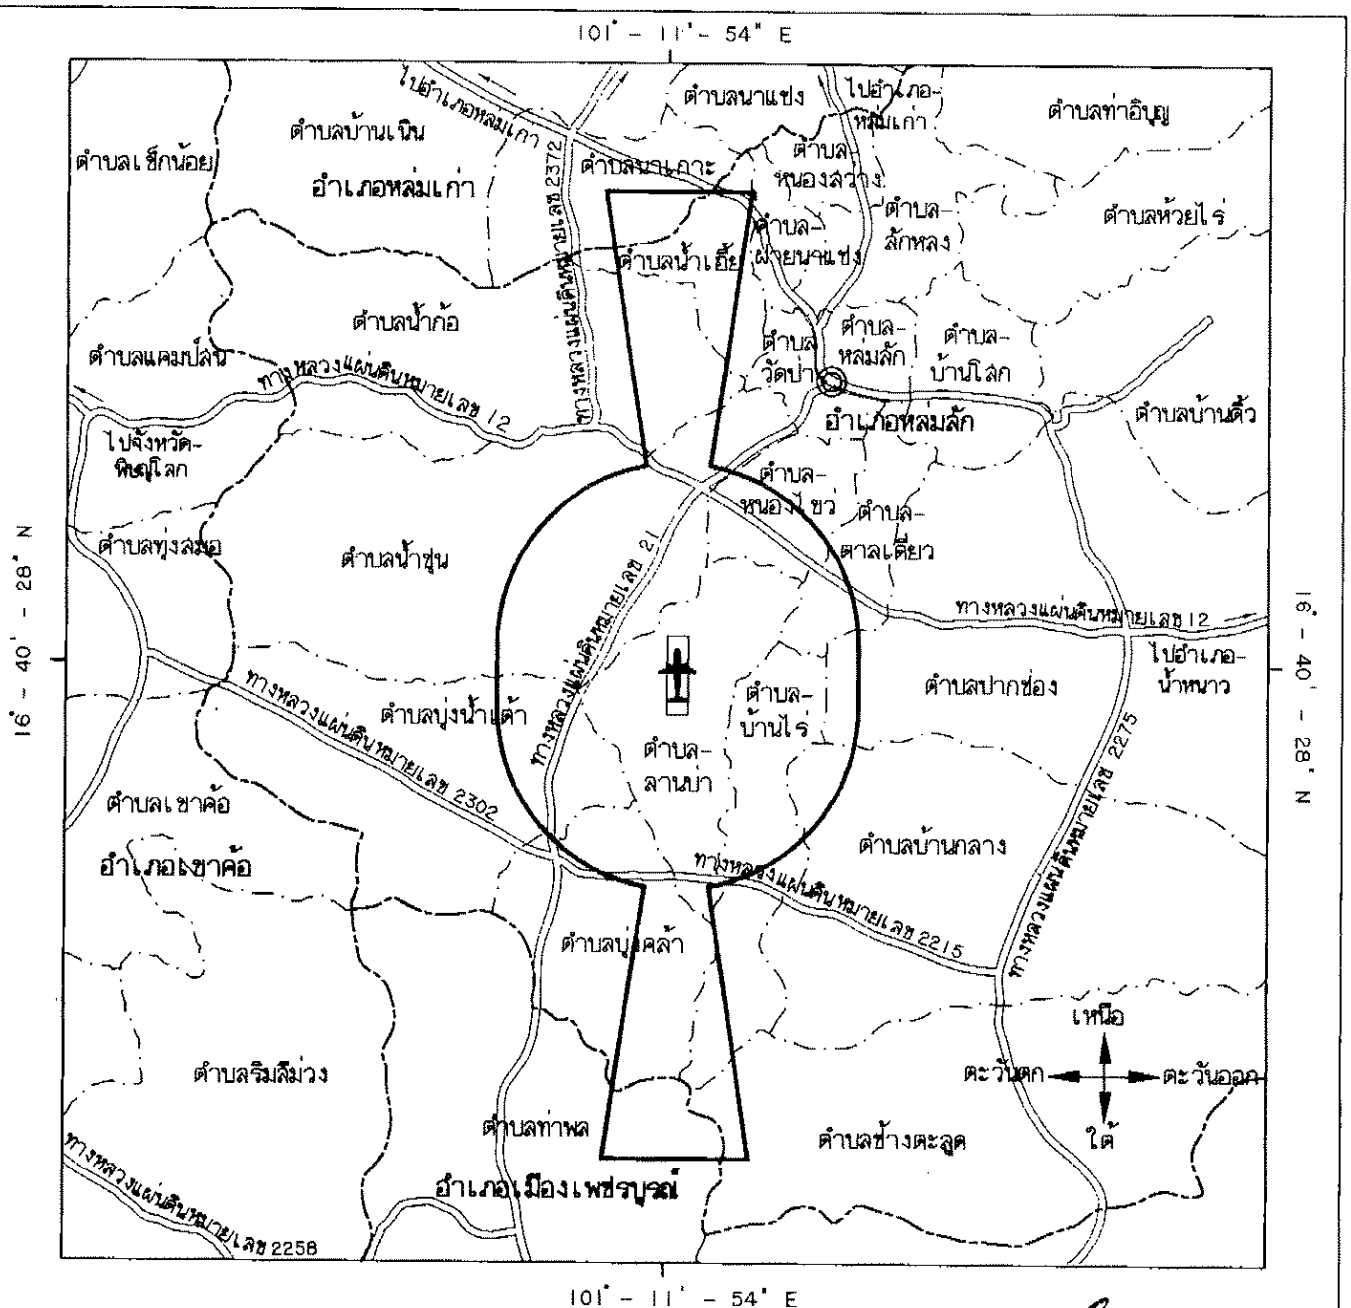 101° - 11' - 54" E
ไปอำเภอหล่มเก่า
ตำบลนาแซง
ไปอำเภอ-
หล่มเก่า
ตำบลท่าอิบุญ
ตำบลบ้านเนิน
ตำบลเข็กน้อย
อำเภอหล่มเก่า
ทางหลวงแผ่นดินหมายเลข 2372
ตำบลนาเกาะ
ตำบล-
หนองสว่าง
ตำบล-
ลักหลง
ตำบลห้วยไร่
ตำบล-
ฝายนาแซง
ตำบลน้ำเฮี้ย
ตำบลน้ำก้อ
ตำบลแคมป์สน
ทางหลวงแผ่นดินหมายเลข 12
ตำบล
วัดป่า
ตำบล-
หล่มสัก
ตำบล-
บ้านโสก
อำเภอหล่มสัก
ตำบลบ้านติ้ว
ไปจังหวัด-
พิษณุโลก
ตำบล-
หนองไขว่
ตำบล-
ตาลเดี่ยว
ตำบลทุ่งสมอ
ตำบลน้ำชุน
ทางหลวงแผ่นดินหมายเลข 21
ทางหลวงแผ่นดินหมายเลข 12
16° - 40' - 28" N
16° - 40' - 28" N
ไปอำเภอ-
น้ำหนาว
ทางหลวงแผ่นดินหมายเลข 2302
ตำบลบุ่งน้ำเต้า
ตำบล-
บ้านไร่
ตำบลปากช่อง
ตำบล-
ลานบ่า
ทางหลวงแผ่นดินหมายเลข 2275
ตำบลเขาค้อ
อำเภอเขาค้อ
ตำบลบ้านกลาง
ทางหลวงแผ่นดินหมายเลข 2215
ตำบลบุ่งคล้า
เหนือ
ตะวันตก
ตะวันออก
ใต้
ตำบลริมสีม่วง
ตำบลท่าพล
ตำบลช้างตะลูด
อำเภอเมืองเพชรบูรณ์
ทางหลวงแผ่นดินหมายเลข 2258
101° - 11' - 54" E